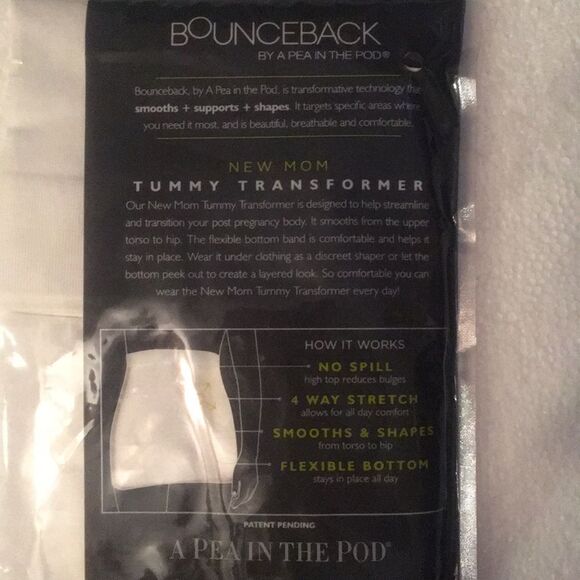 BOUNCEBACK
BY A PEA IN THE POD®
Bounceback, by A Pea in the Pod, is transformative technology that
smooths + supports + shapes. It targets specific areas where
you need it most, and is beautiful, breathable and comfortable.
NEW MOM
TUMMY TRANSFORMER
Our New Mom Tummy Transformer is designed to help streamline
and transition your post pregnancy body. It smooths from the upper
torso to hip. The flexible bottom band is comfortable and helps it
stay in place. Wear it under clothing as a discreet shaper or let the
bottom peek out to create a layered look. So comfortable you can
wear the New Mom Tummy Transformer every day!
HOW IT WORKS
NO SPILL
high top reduces bulges
4 WAY STRETCH
allows for all day comfort
SMOOTHS & SHAPES
from torso to hip
FLEXIBLE BOTTOM
stays in place all day
PATENT PENDING
A PEA IN THE POD®